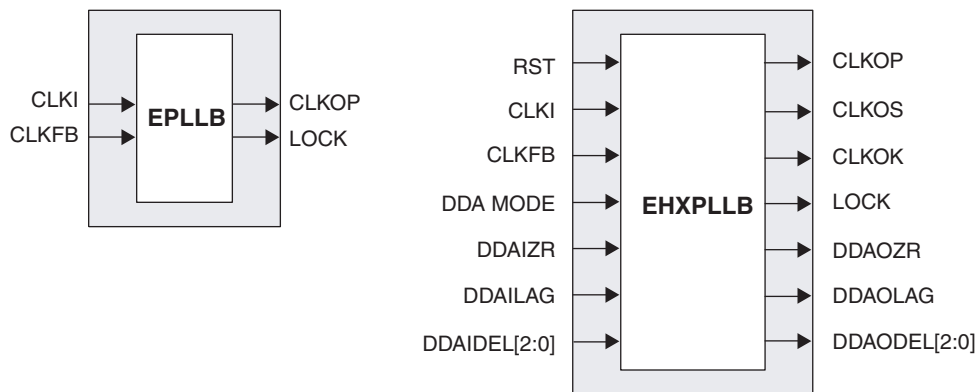 CLKI
CLKFB
EPLLB
CLKOP
LOCK
RST
CLKI
CLKFB
DDA MODE
DDAIZR
DDAILAG
DDAIDEL[2:0]
EHXPLLB
CLKOP
CLKOS
CLKOK
LOCK
DDAOZR
DDAOLAG
DDAODEL[2:0]